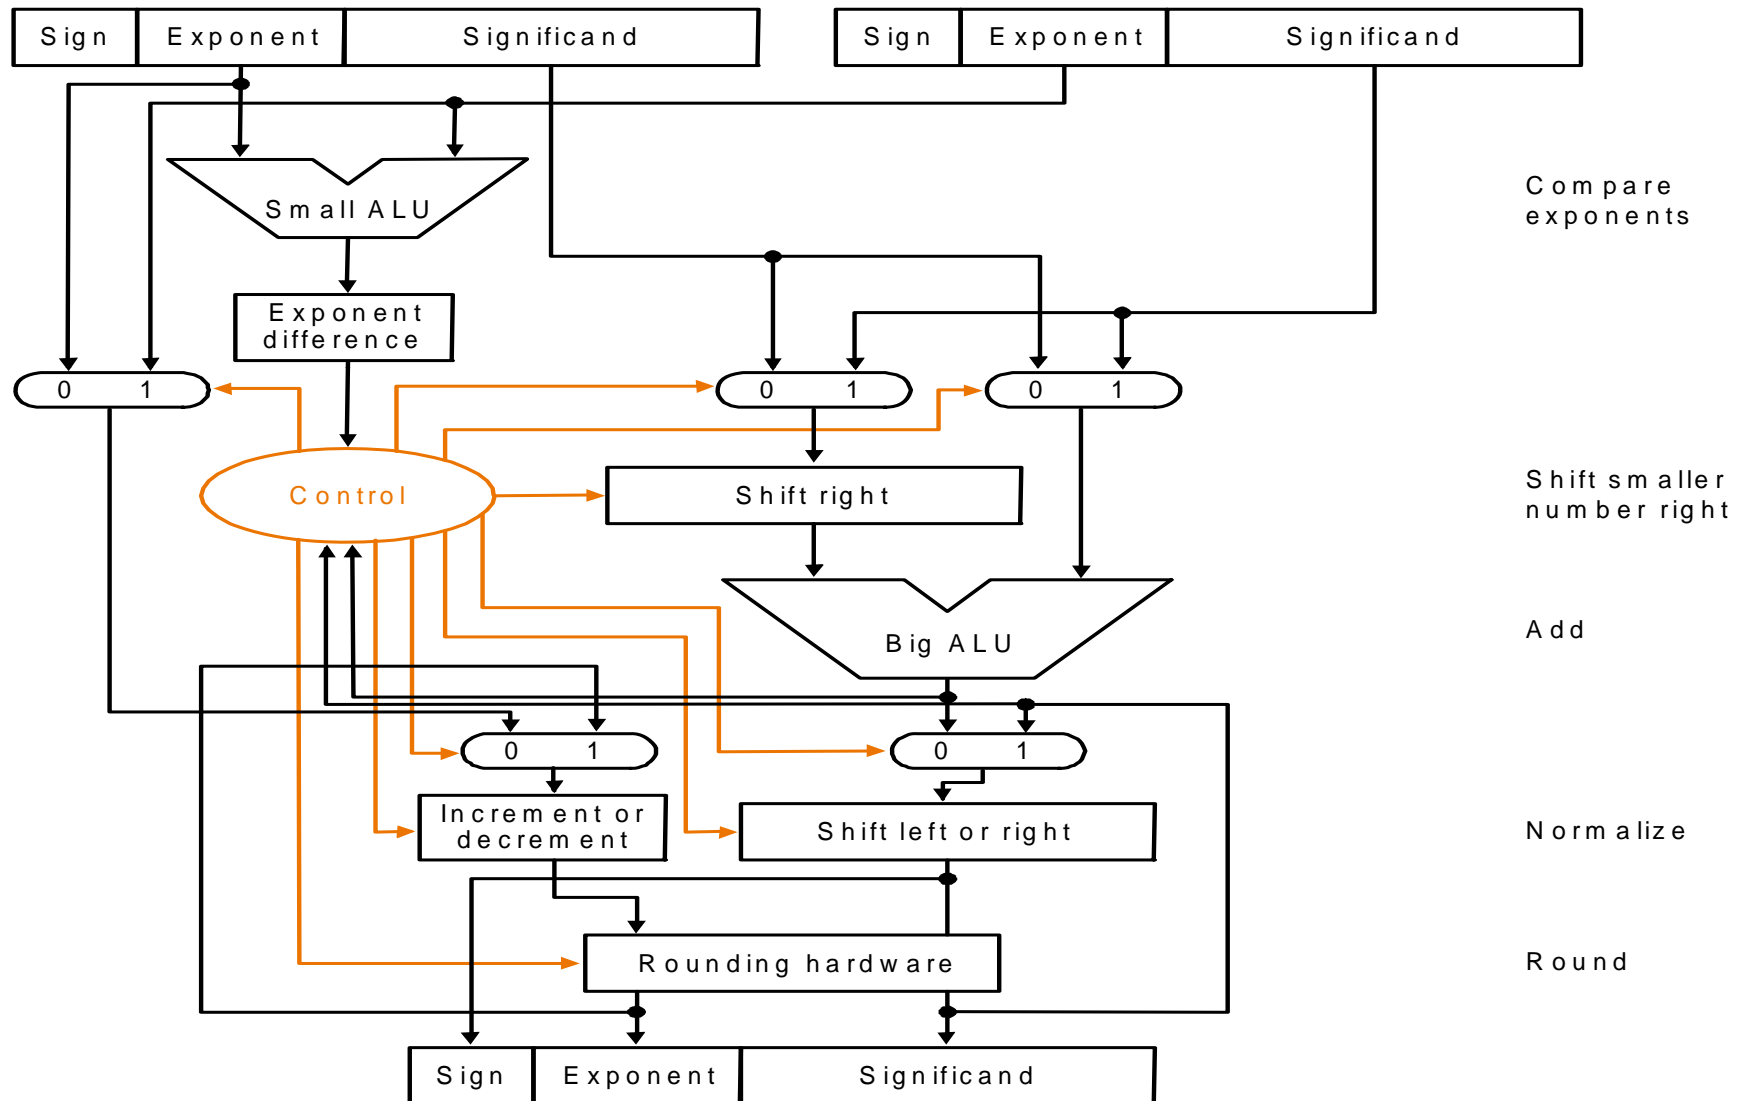 Sign Exponent Significand Sign Exponent Significand
Compare
exponents
Small ALU
Exponent
difference
0 1 0 1 0 1
Control
Shift right
Shift smaller
number right
Add
Big ALU
0 1 0 1
Increment or
decrement
Shift left or right
Normalize
Rounding hardware
Round
Sign Exponent Significand